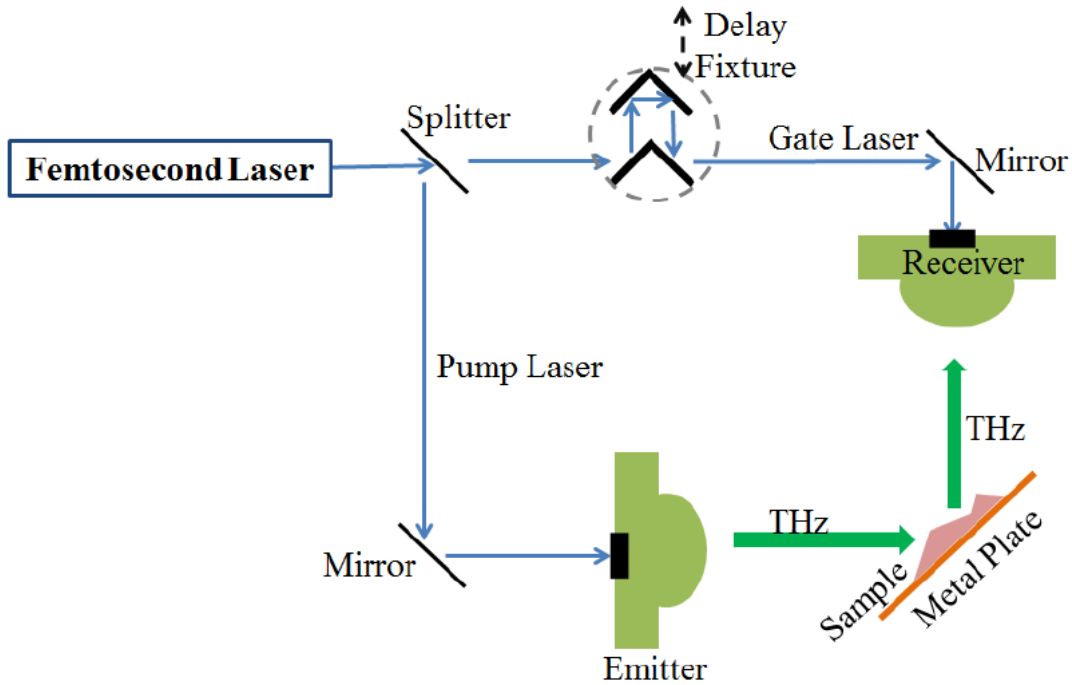 Delay
Fixture
Splitter
Femtosecond Laser
Gate Laser
Mirror
Receiver
Pump Laser
THz
THz
Mirror
Sample
Metal Plate
Emitter